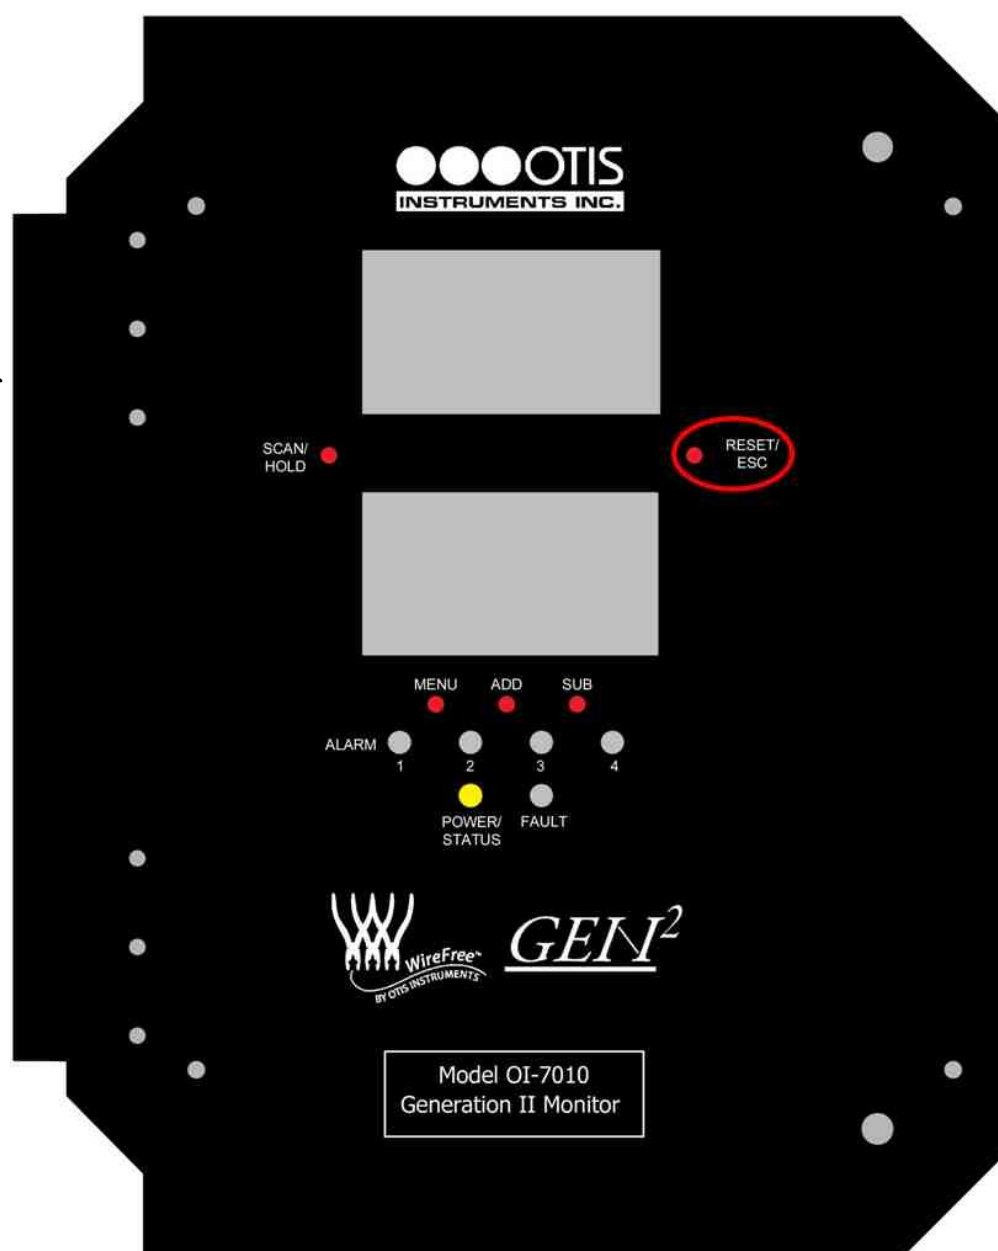 OTIS
INSTRUMENTS INC.
SCAN/
HOLD
RESET/
ESC
MENU ADD SUB
ALARM
1 2 3 4
POWER/
STATUS
FAULT
WireFree™
BY OTIS INSTRUMENTS
GEN²
Model OI-7010
Generation II Monitor